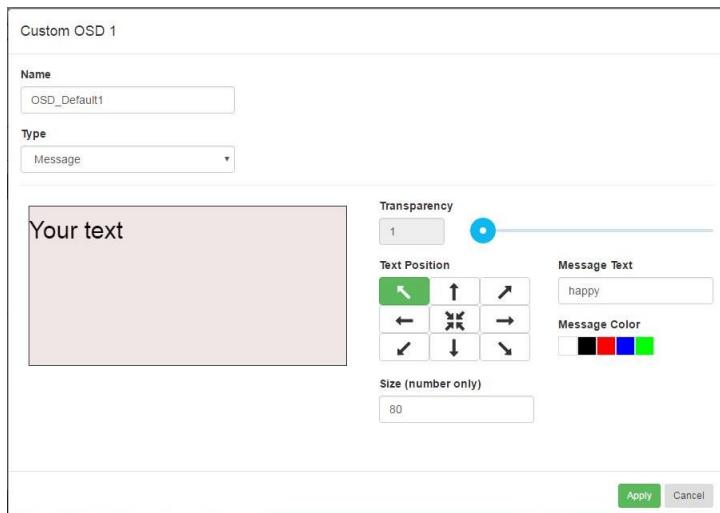 Custom OSD 1
Name
OSD_Default1
Type
Message
Your text
Transparency
1
Text Position
Message Text
happy
Message Color
Size (number only)
80
Apply
Cancel